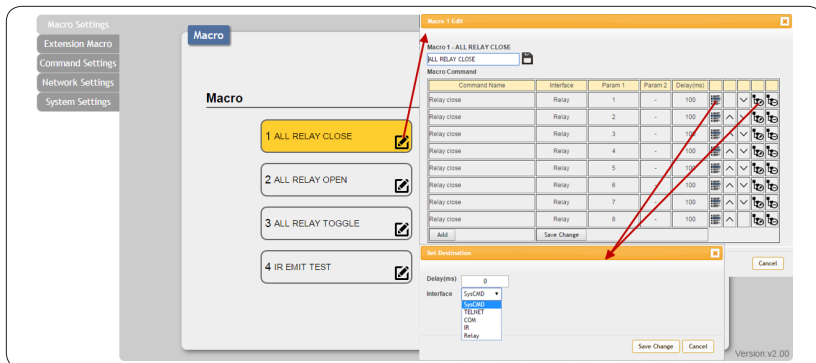 Macro Settings
Extension Macro
Command Settings
Network Settings
System Settings
Macro
Macro
1 ALL RELAY CLOSE
2 ALL RELAY OPEN
3 ALL RELAY TOGGLE
4 IR EMIT TEST
Macro 1 Edit
Macro 1 - ALL RELAY CLOSE
ALL RELAY CLOSE
Macro Command
Command Name Interface Param 1 Param 2 Delay(ms)
Relay close Relay 1 - 100
Relay close Relay 2 - 100
Relay close Relay 3 - 100
Relay close Relay 4 - 100
Relay close Relay 5 - 100
Relay close Relay 6 - 100
Relay close Relay 7 - 100
Relay close Relay 8 - 100
Add Save Change
Cancel
Set Destination
Delay(ms) 0
Interface SysCMD
SysCMD
TELNET
COM
IR
Relay
Save Change Cancel
Version:v2.00